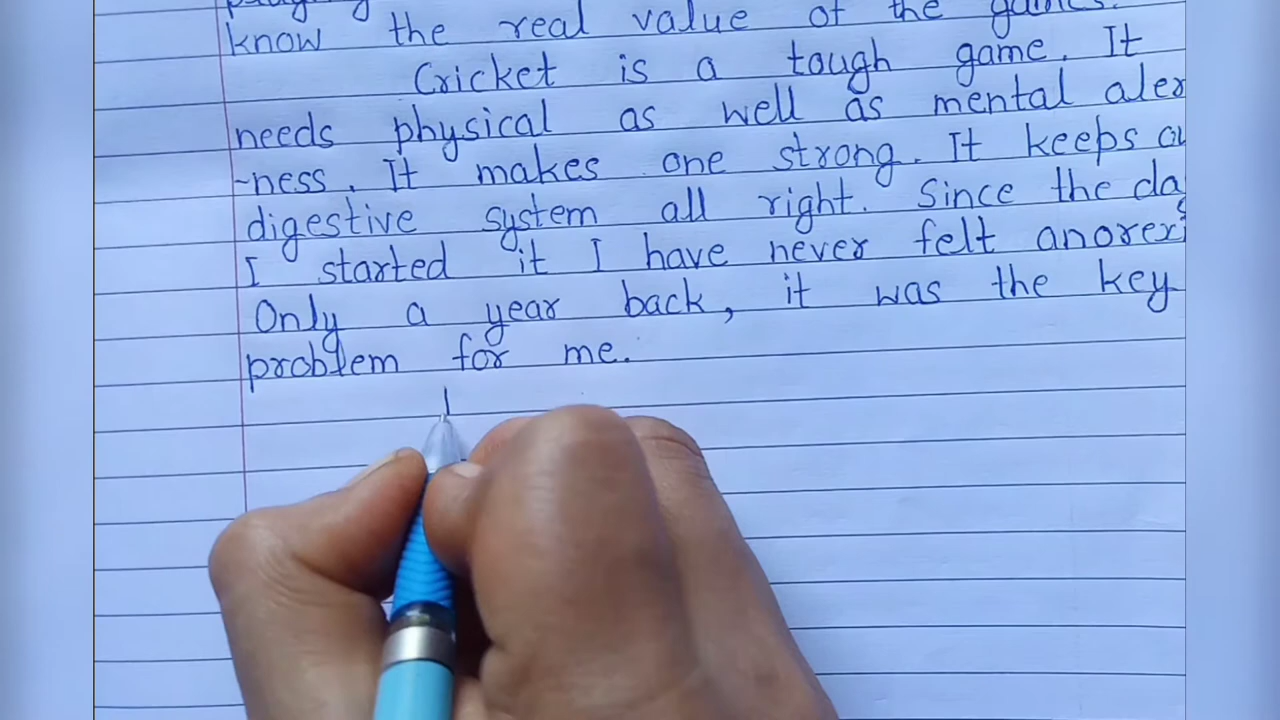 know the real value of the games.
Cricket is a tough game. It
needs physical as well as mental aler
-ness. It makes one strong. It keeps
digestive system all right. Since the da
I started it I have never felt anorexi
Only a year back, it was the key
problem for me.